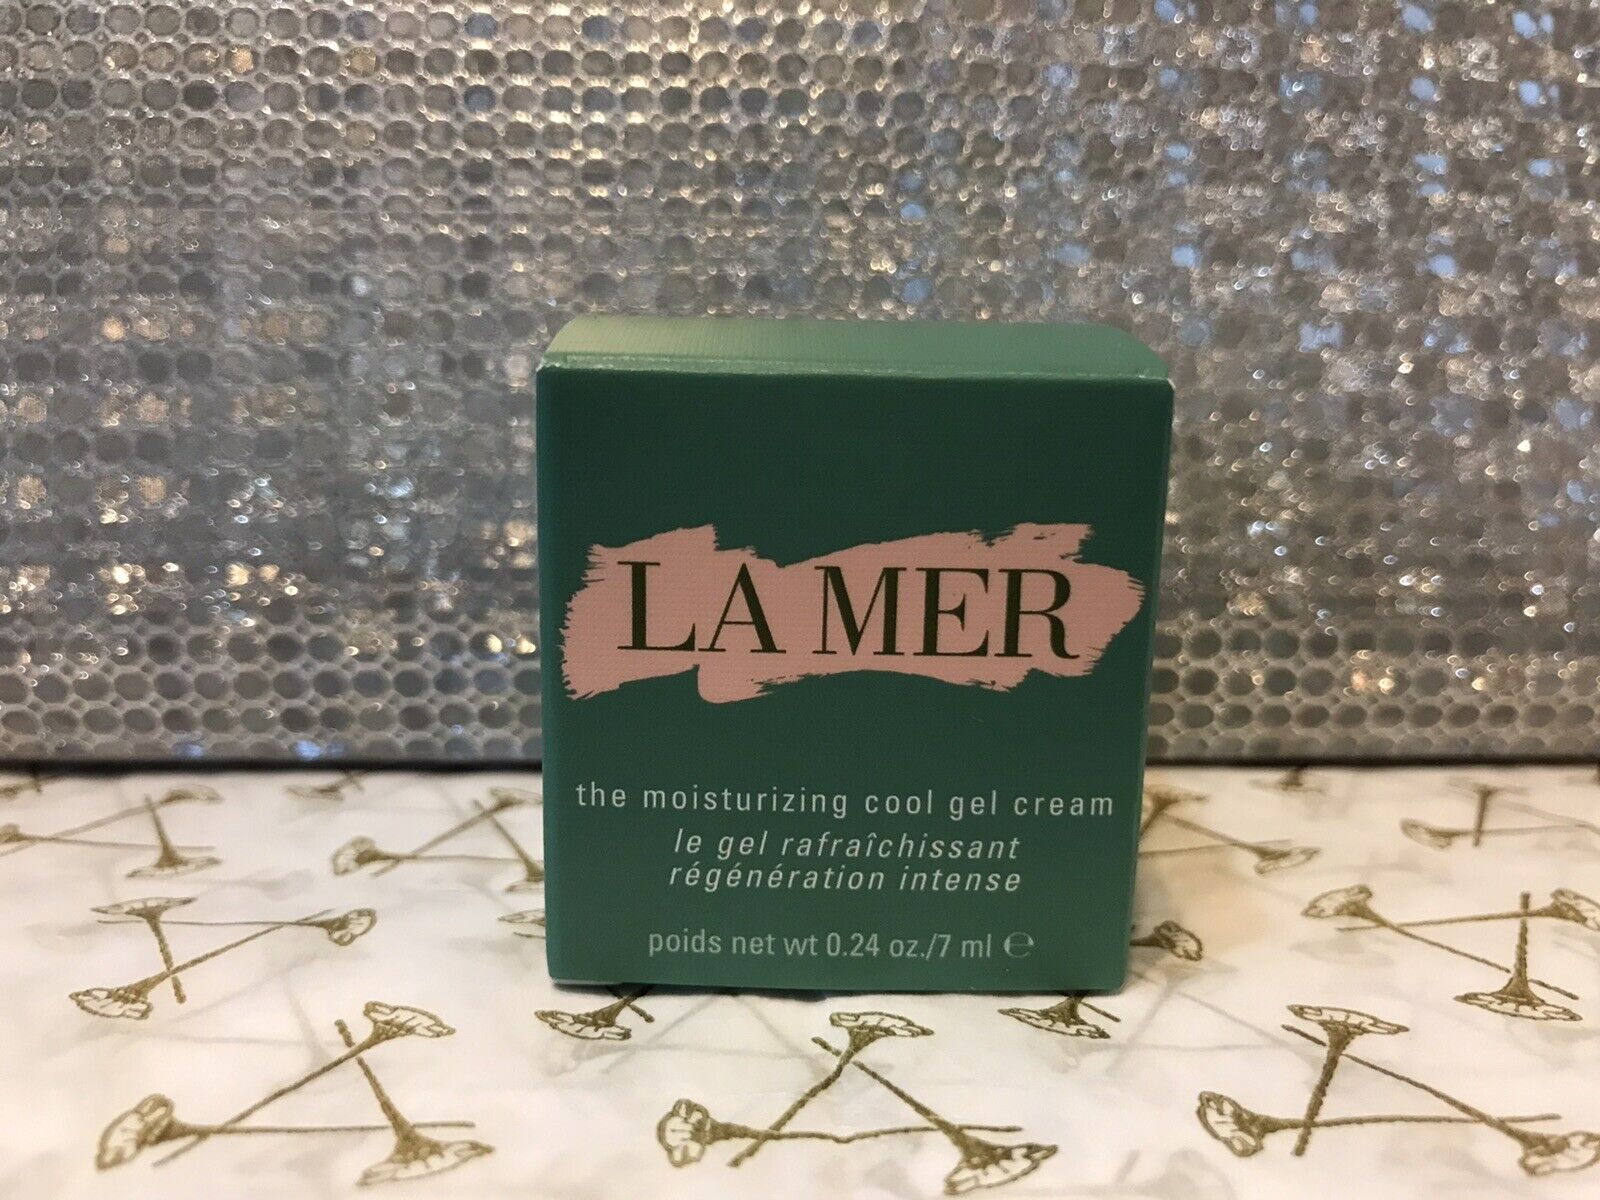 LA MER
the moisturizing cool gel cream
le gel rafraîchissant
régénération intense
poids net wt 0.24 oz./7 ml ℮